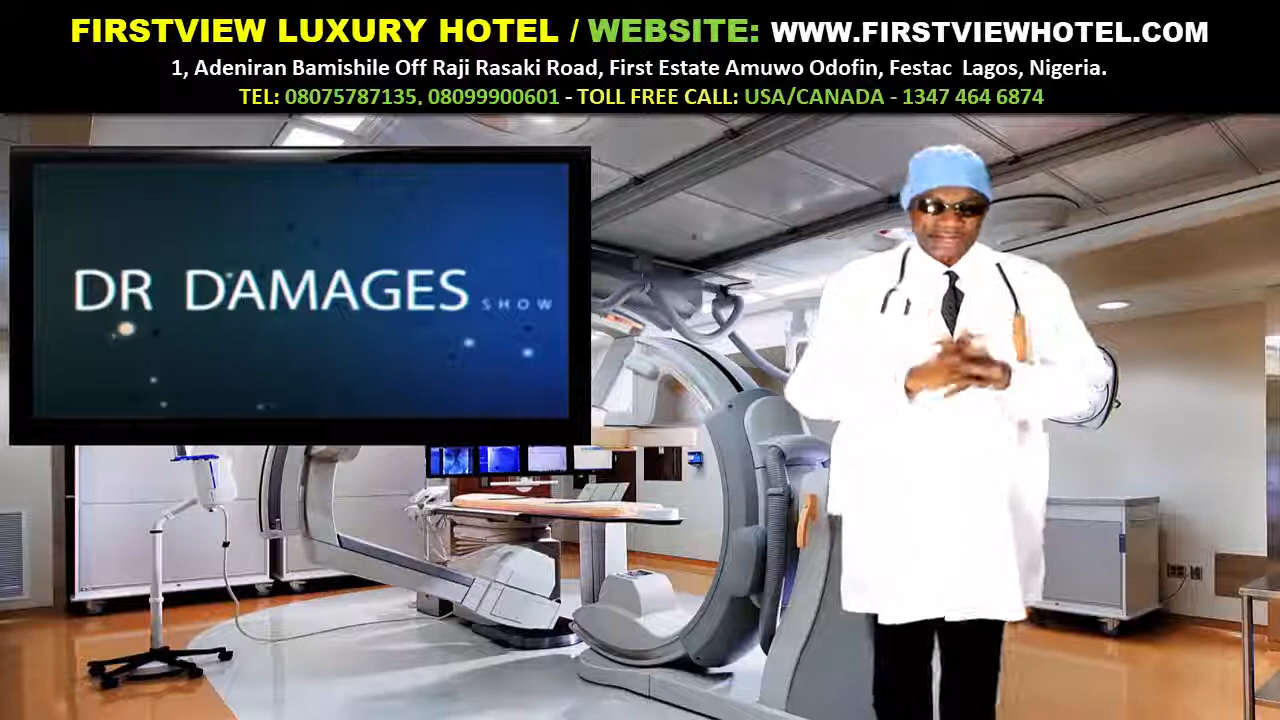 FIRSTVIEW LUXURY HOTEL / WEBSITE: WWW.FIRSTVIEWHOTEL.COM
1, Adeniran Bamishile Off Raji Rasaki Road, First Estate Amuwo Odofin, Festac Lagos, Nigeria.
TEL: 08075787135. 08099900601 - TOLL FREE CALL: USA/CANADA - 1347 464 6874
DR DAMAGES SHOW